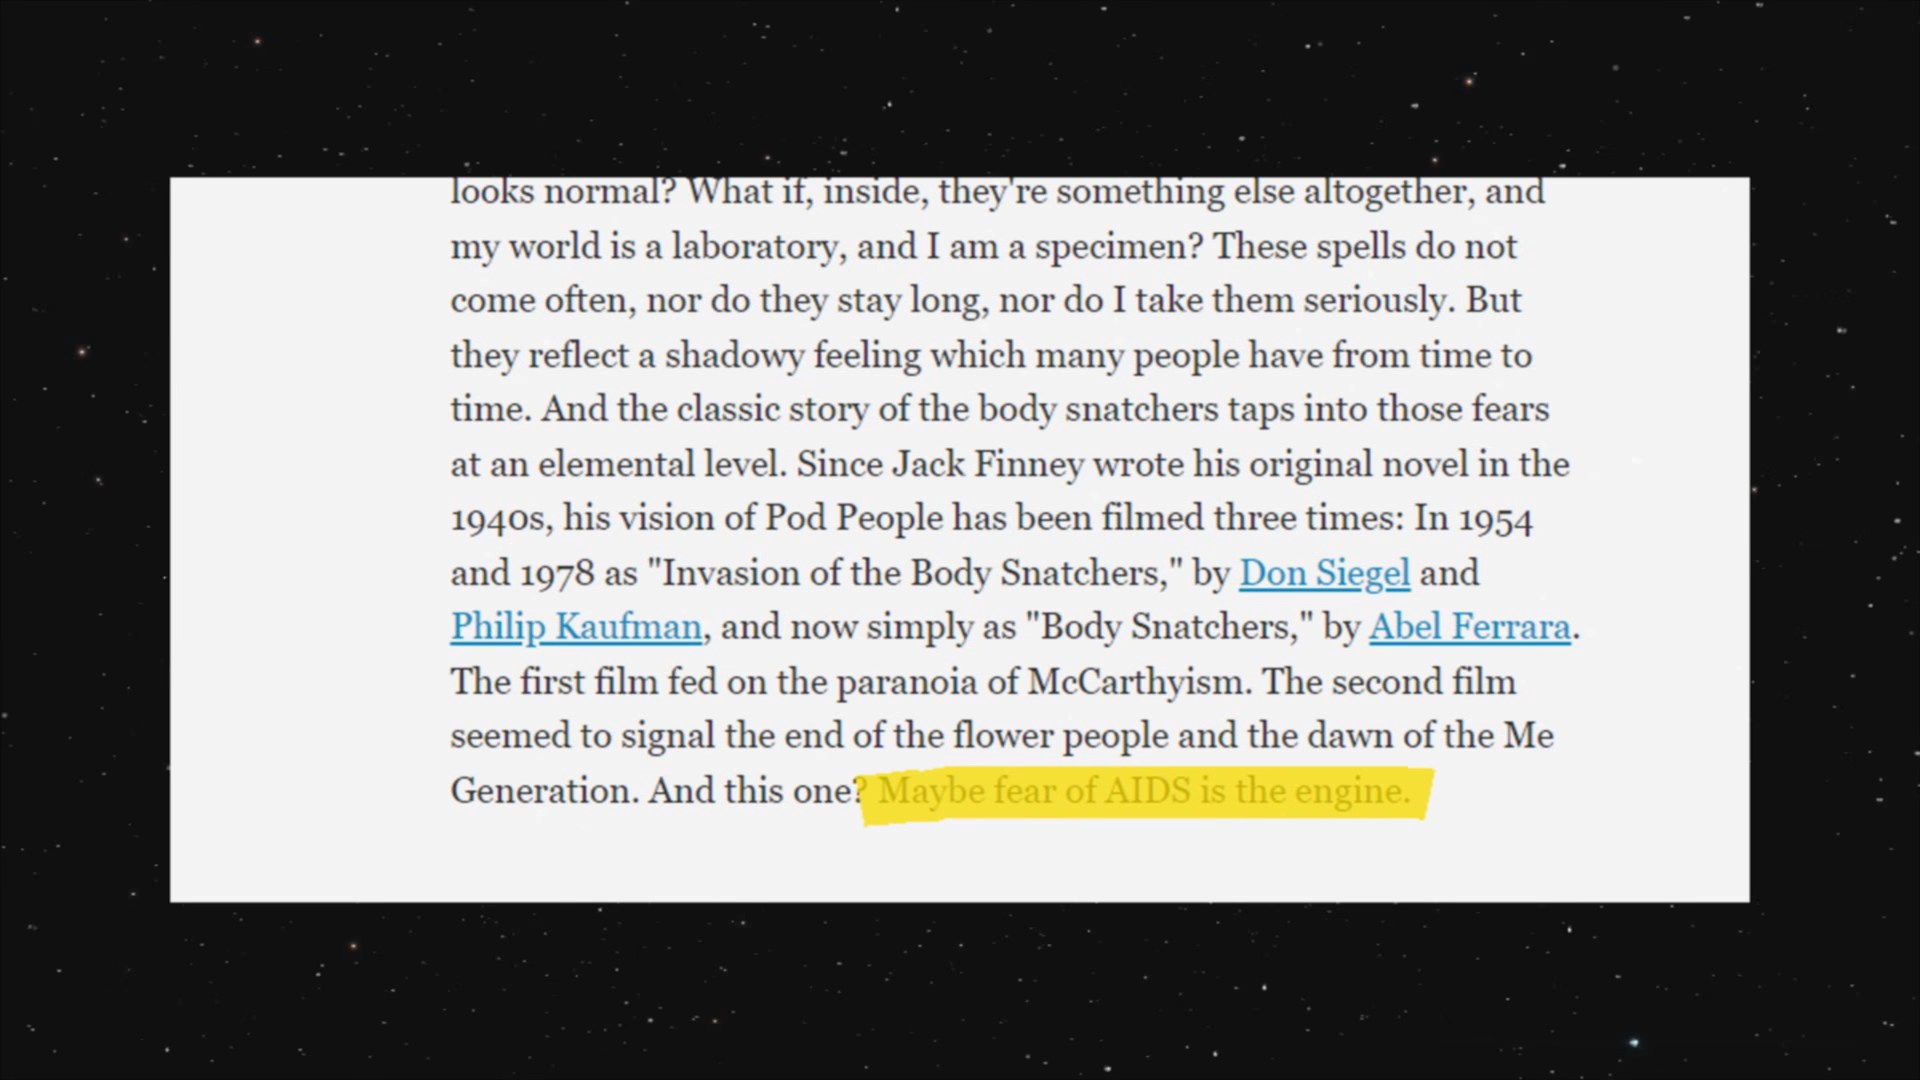 looks normal? What if, inside, they're something else altogether, and
my world is a laboratory, and I am a specimen? These spells do not
come often, nor do they stay long, nor do I take them seriously. But
they reflect a shadowy feeling which many people have from time to
time. And the classic story of the body snatchers taps into those fears
at an elemental level. Since Jack Finney wrote his original novel in the
1940s, his vision of Pod People has been filmed three times: In 1954
and 1978 as "Invasion of the Body Snatchers," by Don Siegel and
Philip Kaufman, and now simply as "Body Snatchers," by Abel Ferrara.
The first film fed on the paranoia of McCarthyism. The second film
seemed to signal the end of the flower people and the dawn of the Me
Generation. And this one? Maybe fear of AIDS is the engine.